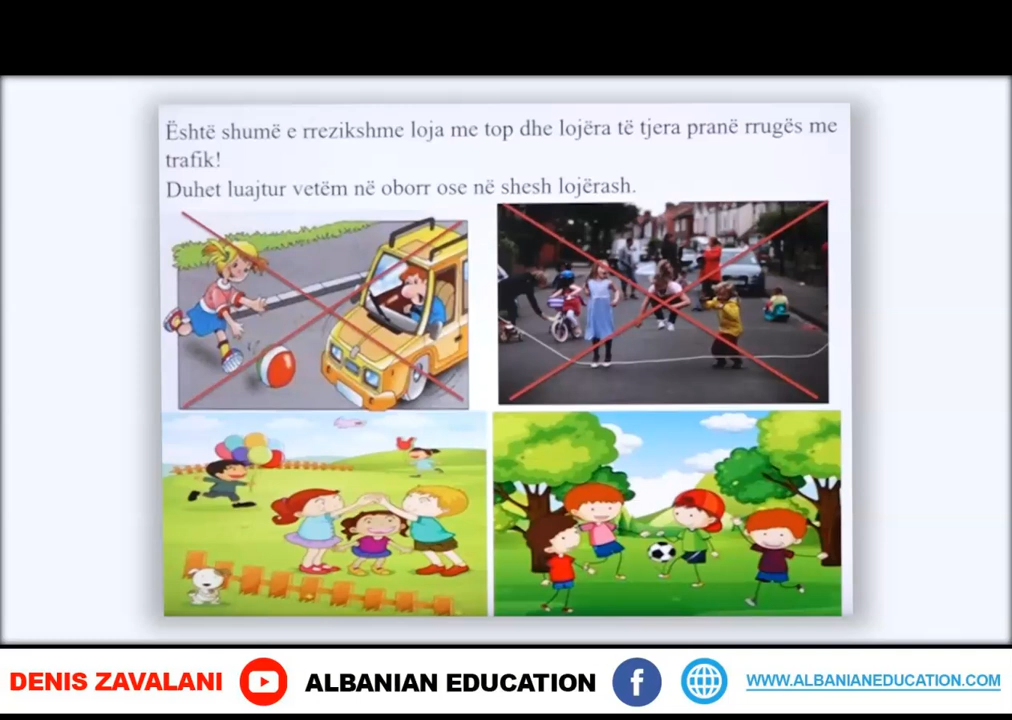 Është shumë e rrezikshme loja me top dhe lojëra të tjera pranë rrugës me
trafik!
Duhet luajtur vetëm në oborr ose në shesh lojërash.
DENIS ZAVALANI
ALBANIAN EDUCATION
f
WWW.ALBANIANEDUCATION.COM